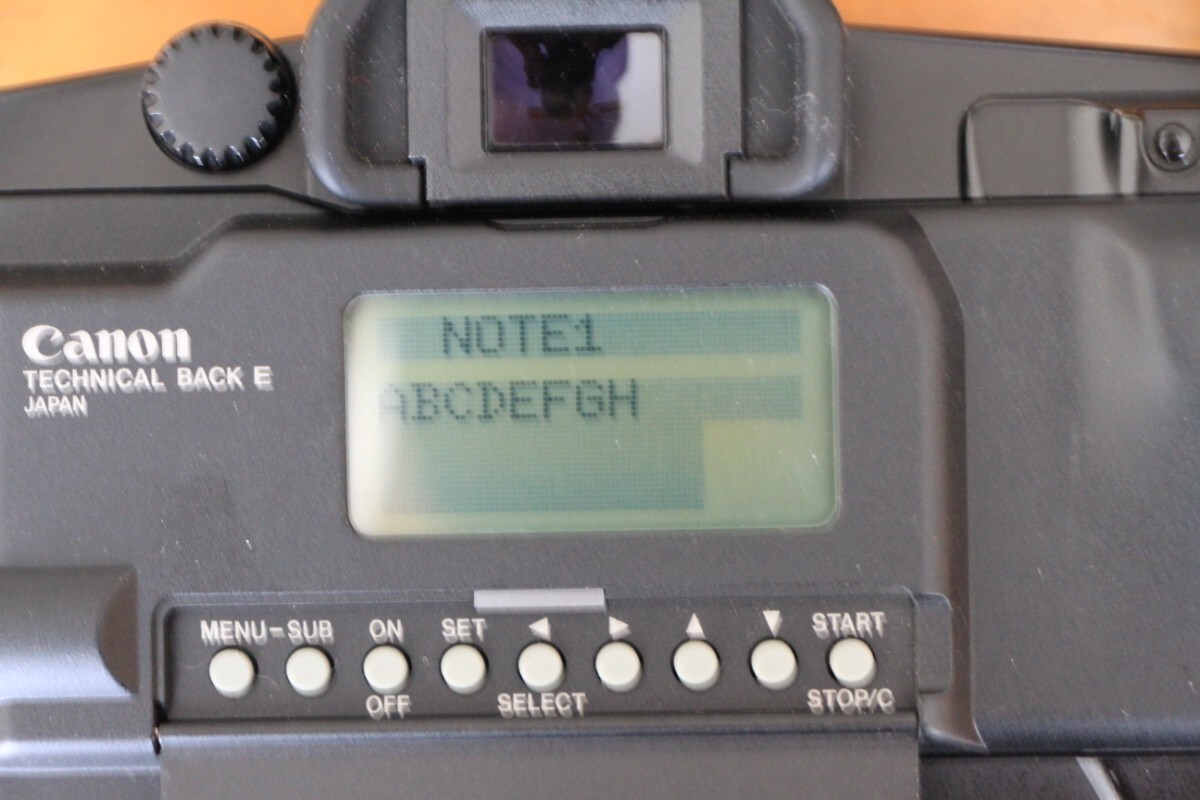 Canon
TECHNICAL BACK E
JAPAN
NOTE1
ABCDEFGH
MENU-SUB ON SET ◀ ▶ ▲ ▼ START
OFF SELECT STOP/C